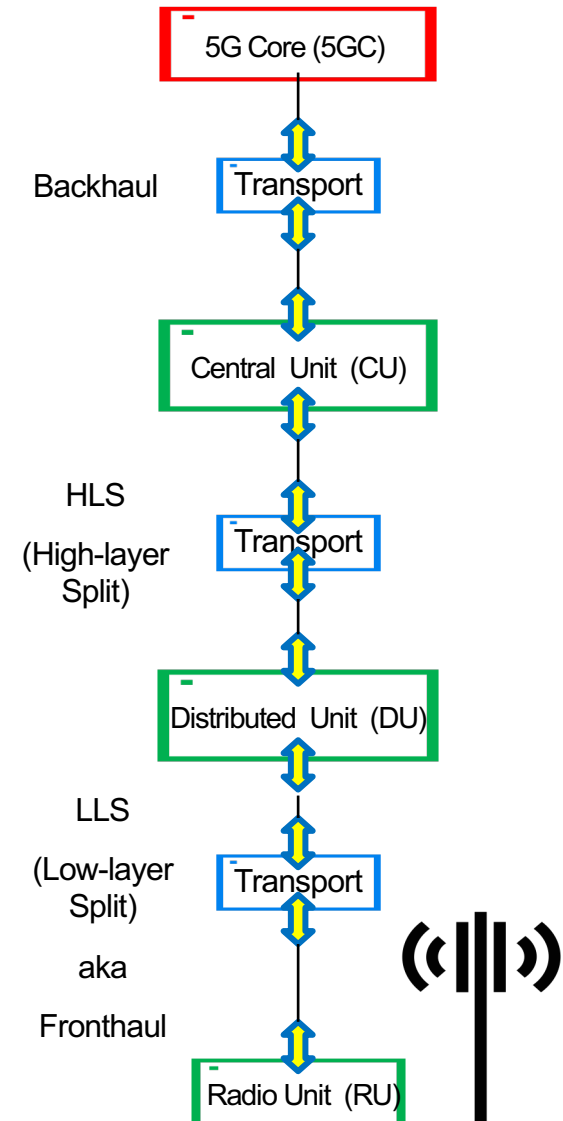 5G Core (5GC)
Backhaul
Transport
Central Unit (CU)
HLS
(High-layer
Split)
Transport
Distributed Unit (DU)
LLS
(Low-layer
Split)
Transport
aka
Fronthaul
Radio Unit (RU)